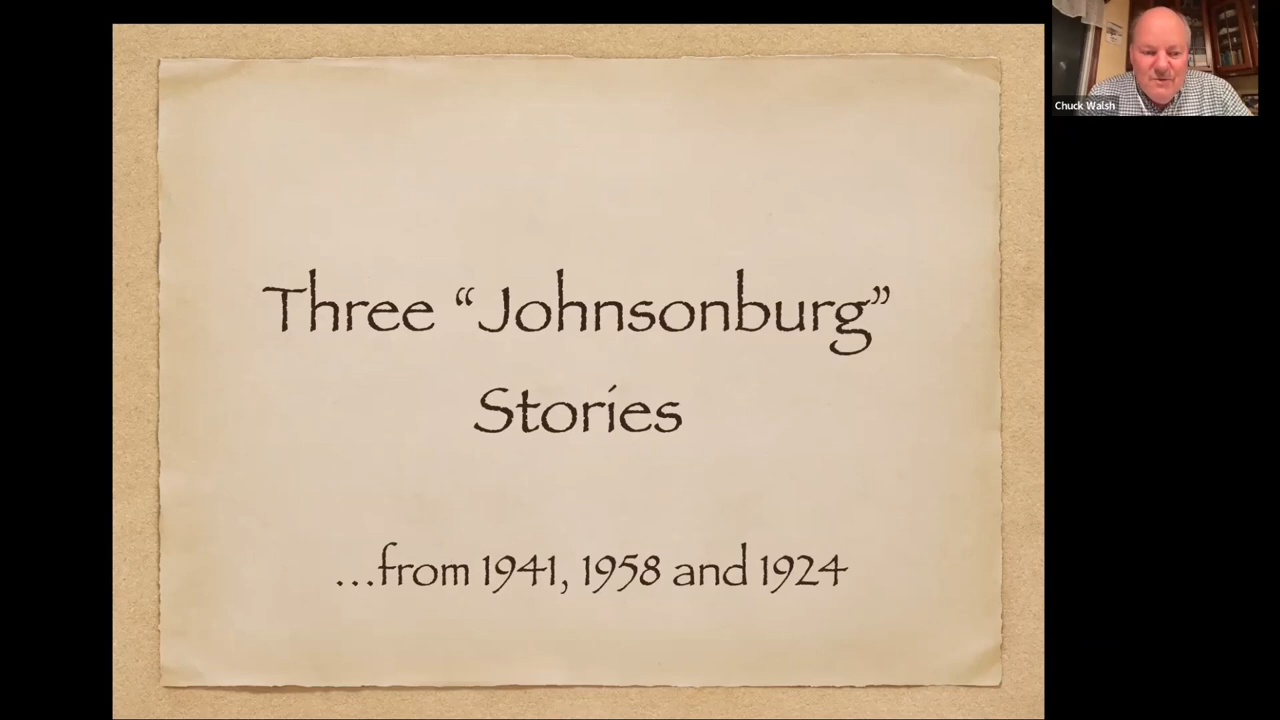 Three “Johnsonburg”
Stories
...from 1941, 1958 and 1924
Chuck Walsh